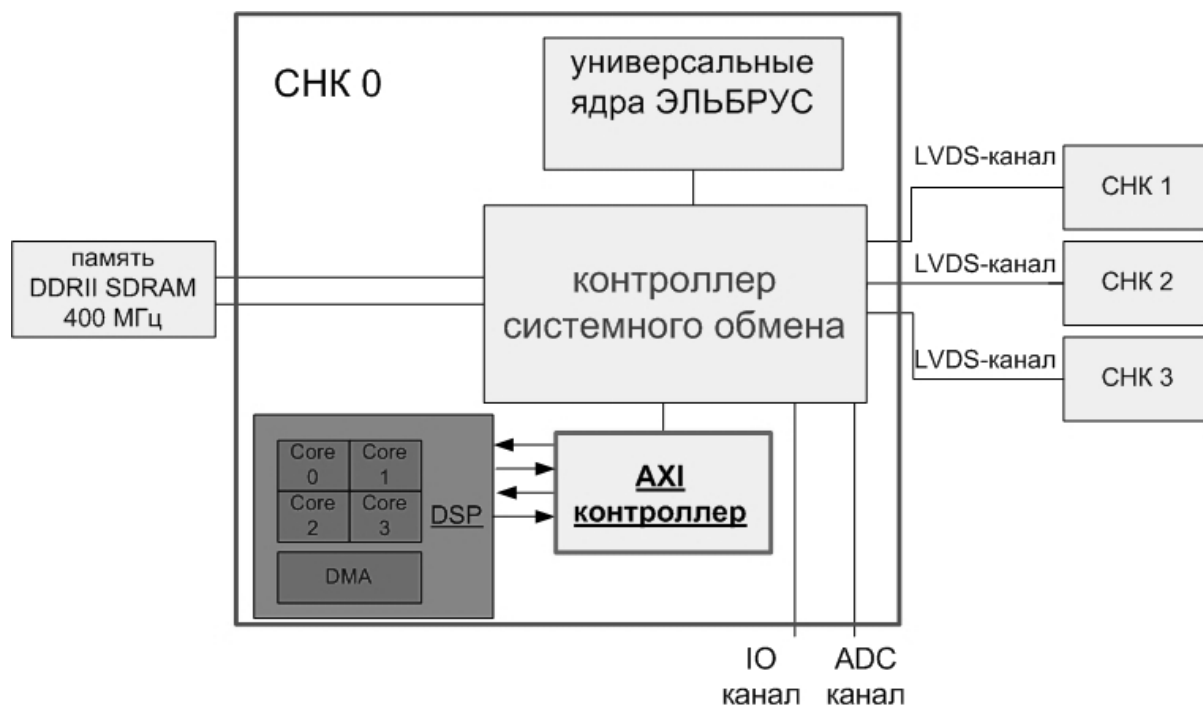 СНК 0
универсальные
ядра ЭЛЬБРУС
LVDS-канал
СНК 1
память
DDRII SDRAM
400 МГц
контроллер
системного обмена
LVDS-канал
СНК 2
LVDS-канал
СНК 3
Core
0
Core
1
Core
2
Core
3
DSP
DMA
AXI
контроллер
IO
канал
ADC
канал